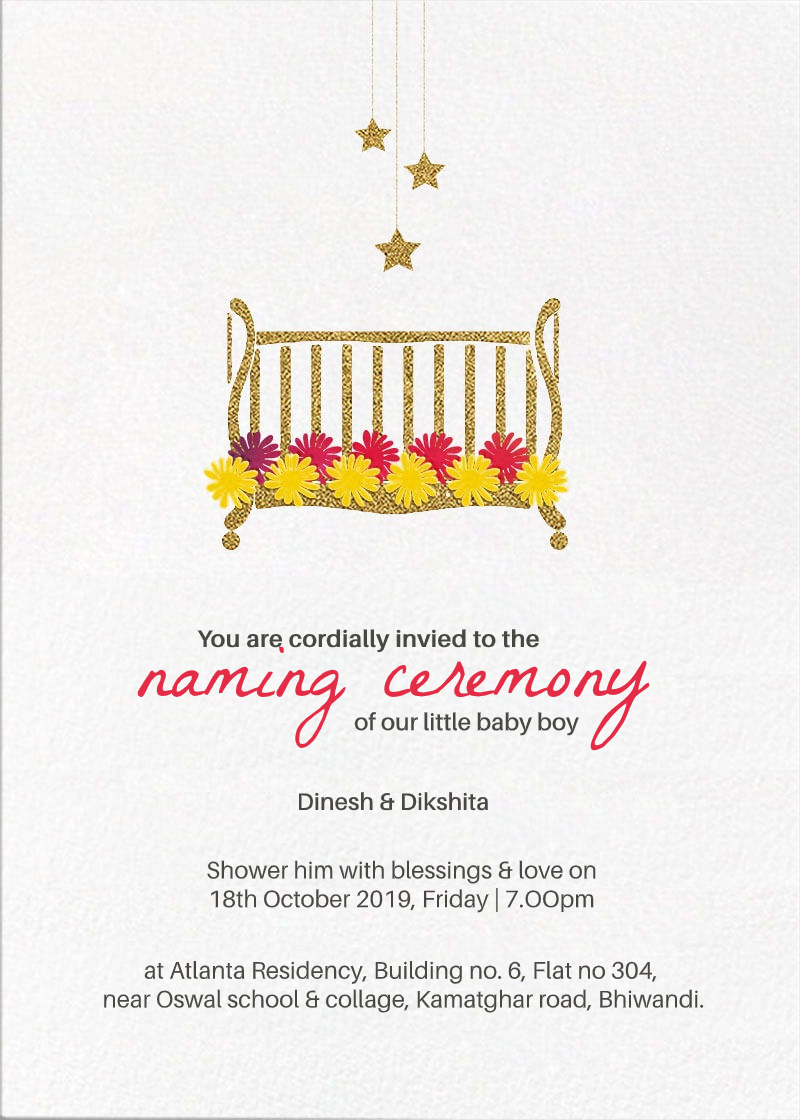 You are cordially invied to the
naming ceremony
of our little baby boy
Dinesh & Dikshita
Shower him with blessings & love on
18th October 2019, Friday | 7.00pm
at Atlanta Residency, Building no. 6, Flat no 304,
near Oswal school & collage, Kamatghar road, Bhiwandi.